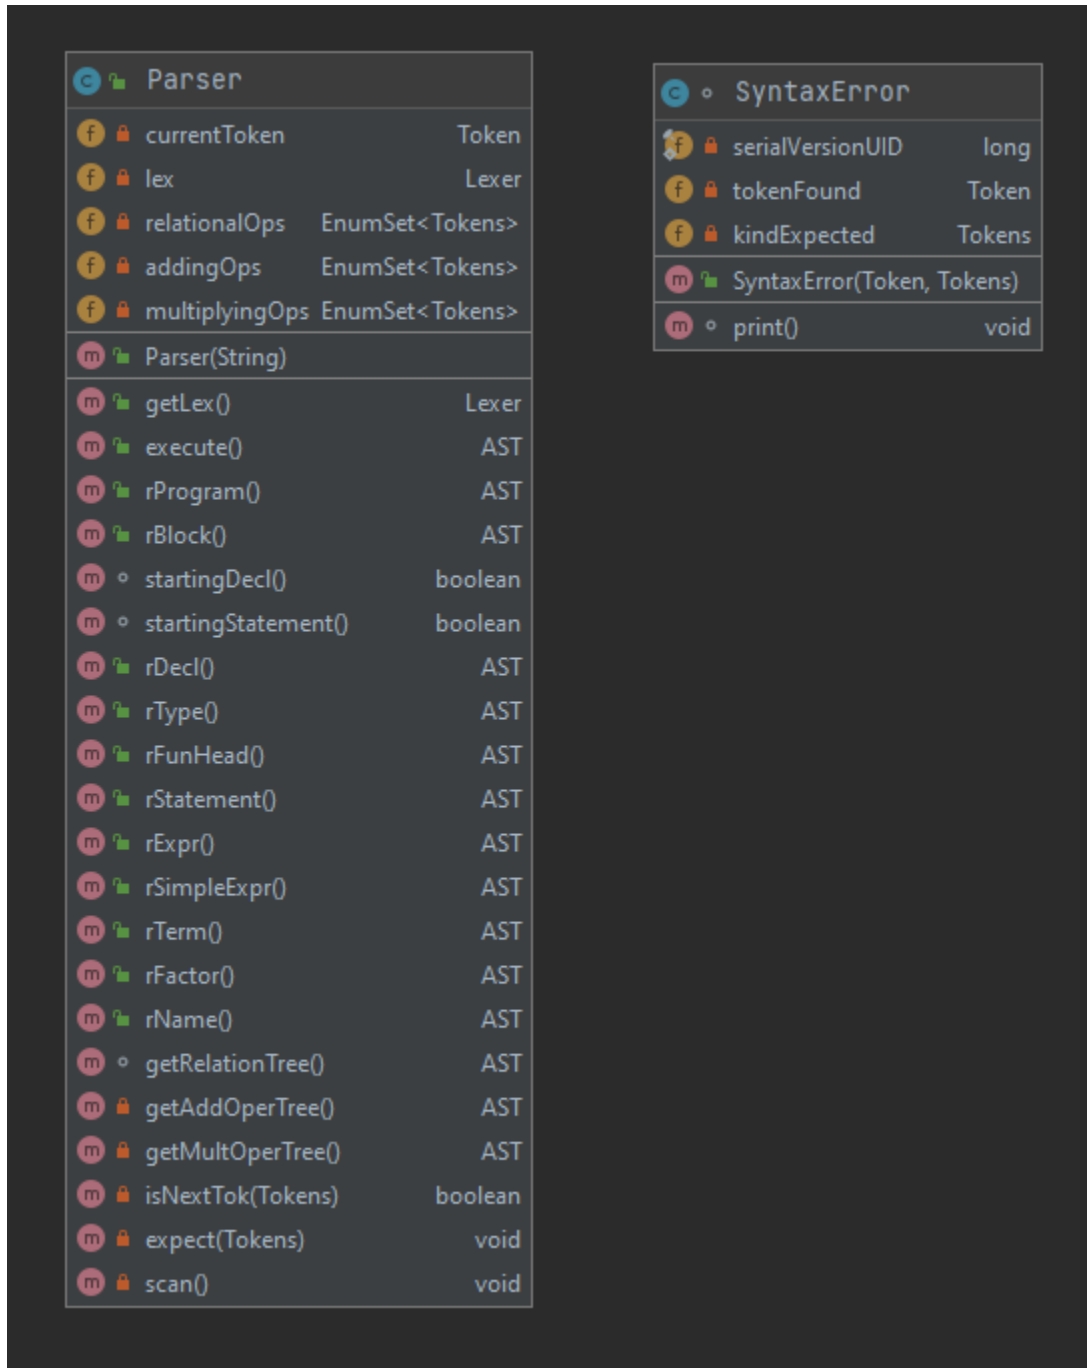 Parser
currentToken Token
lex Lexer
relationalOps EnumSet<Tokens>
addingOps EnumSet<Tokens>
multiplyingOps EnumSet<Tokens>
Parser(String)
getLex() Lexer
execute() AST
rProgram() AST
rBlock() AST
startingDecl() boolean
startingStatement() boolean
rDecl() AST
rType() AST
rFunHead() AST
rStatement() AST
rExpr() AST
rSimpleExpr() AST
rTerm() AST
rFactor() AST
rName() AST
getRelationTree() AST
getAddOperTree() AST
getMultOperTree() AST
isNextTok(Tokens) boolean
expect(Tokens) void
scan() void
SyntaxError
serialVersionUID long
tokenFound Token
kindExpected Tokens
SyntaxError(Token, Tokens)
print() void